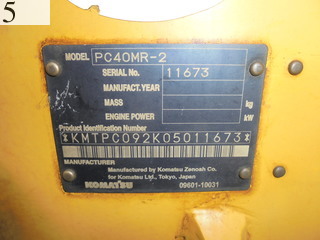 5
MODEL PC40MR-2
SERIAL No. 11673
MANUFACT. YEAR
MASS kg
ENGINE POWER kW
Product Identification Number
*KMTPC092K05011673*
MANUFACTURER
Manufactured by Komatsu Zenoah Co.
for Komatsu Ltd., Tokyo, Japan
KOMATSU 09601-10031